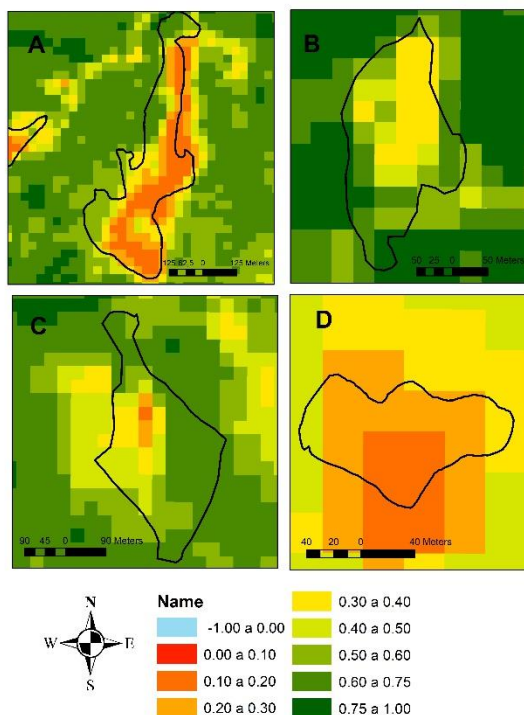 A
125 62.5 0 125 Meters
B
50 25 0 50 Meters
C
90 45 0 90 Meters
D
40 20 0 40 Meters
N
W E
S
Name
-1.00 a 0.00
0.00 a 0.10
0.10 a 0.20
0.20 a 0.30
0.30 a 0.40
0.40 a 0.50
0.50 a 0.60
0.60 a 0.75
0.75 a 1.00